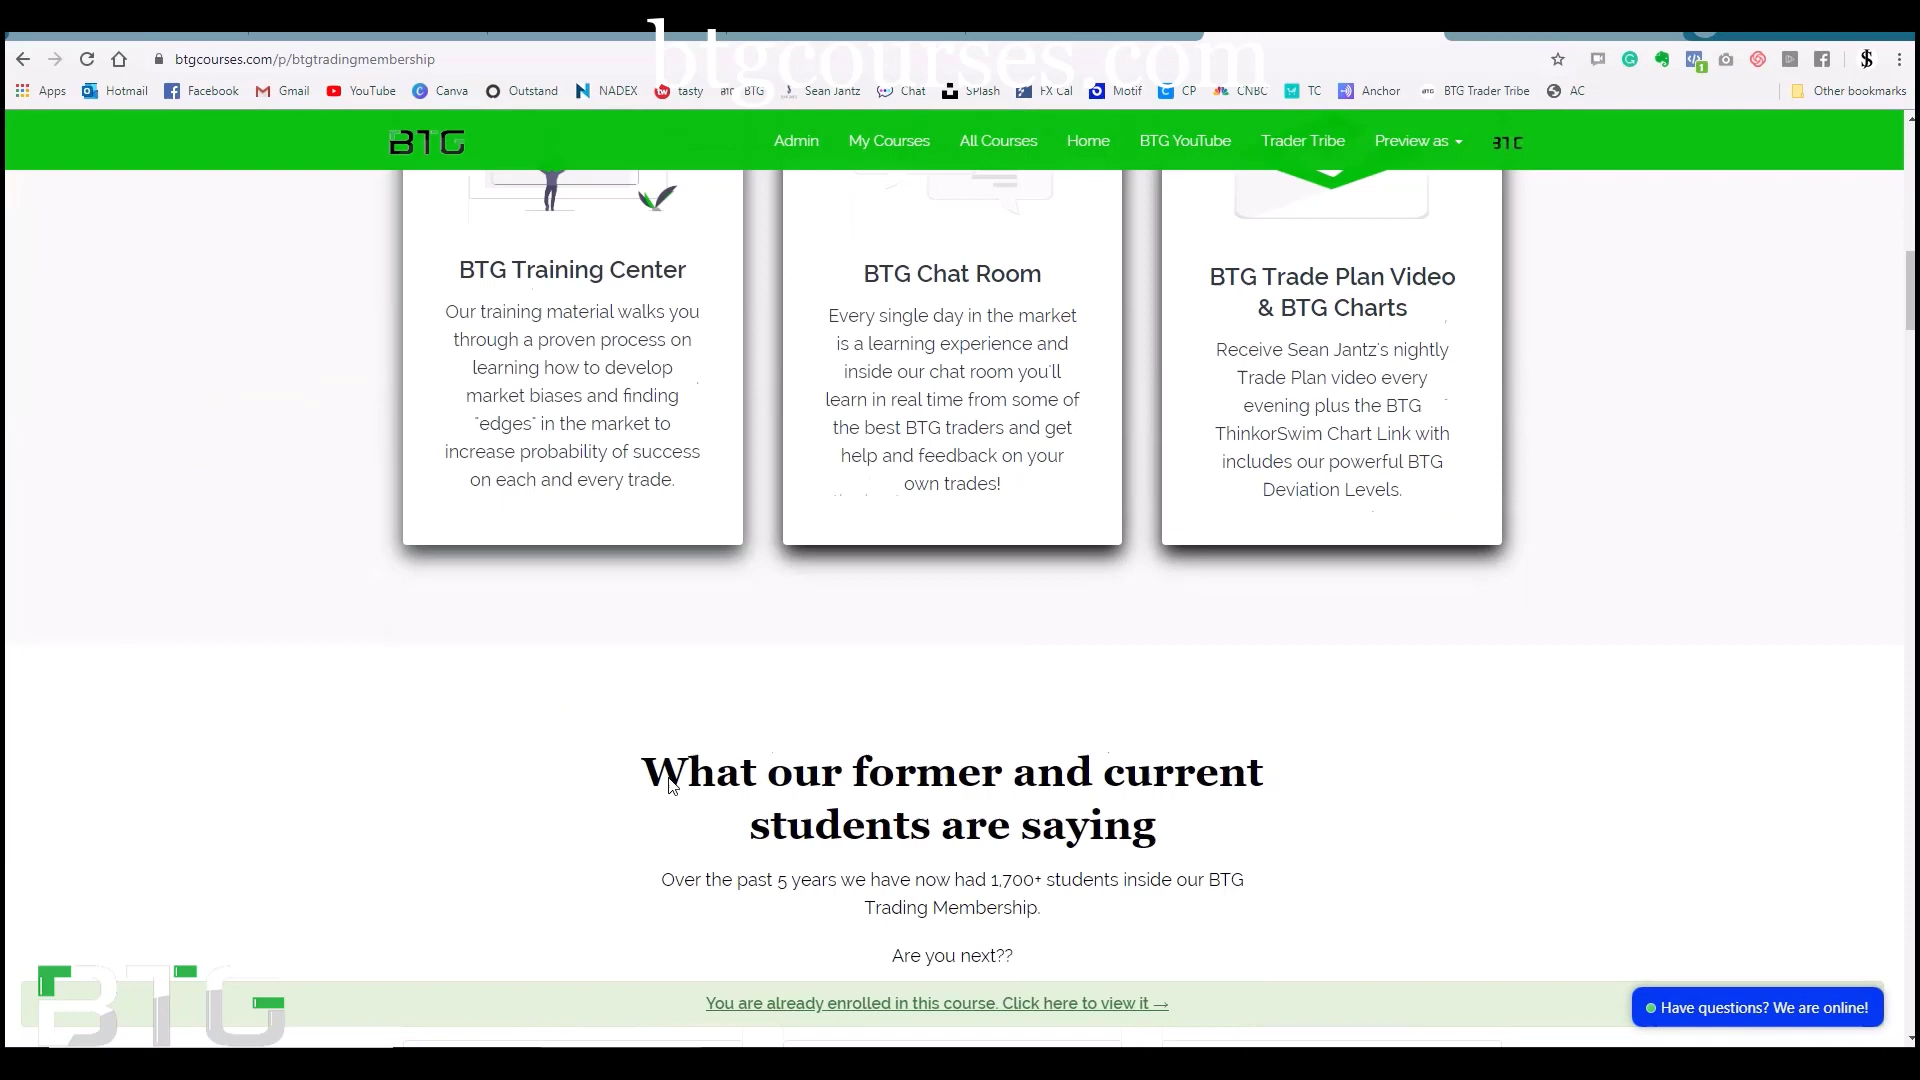 btgcourses.com
btgcourses.com/p/btgtradingmembership
Apps Hotmail Facebook Gmail YouTube Canva Outstand NADEX tasty BTG Sean Jantz Chat Splash FX Cal Motif CP CNBC TC Anchor BTG Trader Tribe AC Other bookmarks
BTG Admin My Courses All Courses Home BTG YouTube Trader Tribe Preview as
BTG Training Center
Our training material walks you
through a proven process on
learning how to develop
market biases and finding
"edges" in the market to
increase probability of success
on each and every trade.
BTG Chat Room
Every single day in the market
is a learning experience and
inside our chat room you'll
learn in real time from some of
the best BTG traders and get
help and feedback on your
own trades!
BTG Trade Plan Video
& BTG Charts
Receive Sean Jantz's nightly
Trade Plan video every
evening plus the BTG
ThinkorSwim Chart Link with
includes our powerful BTG
Deviation Levels.
What our former and current
students are saying
Over the past 5 years we have now had 1,700+ students inside our BTG
Trading Membership.
Are you next??
You are already enrolled in this course. Click here to view it →
Have questions? We are online!
BTG